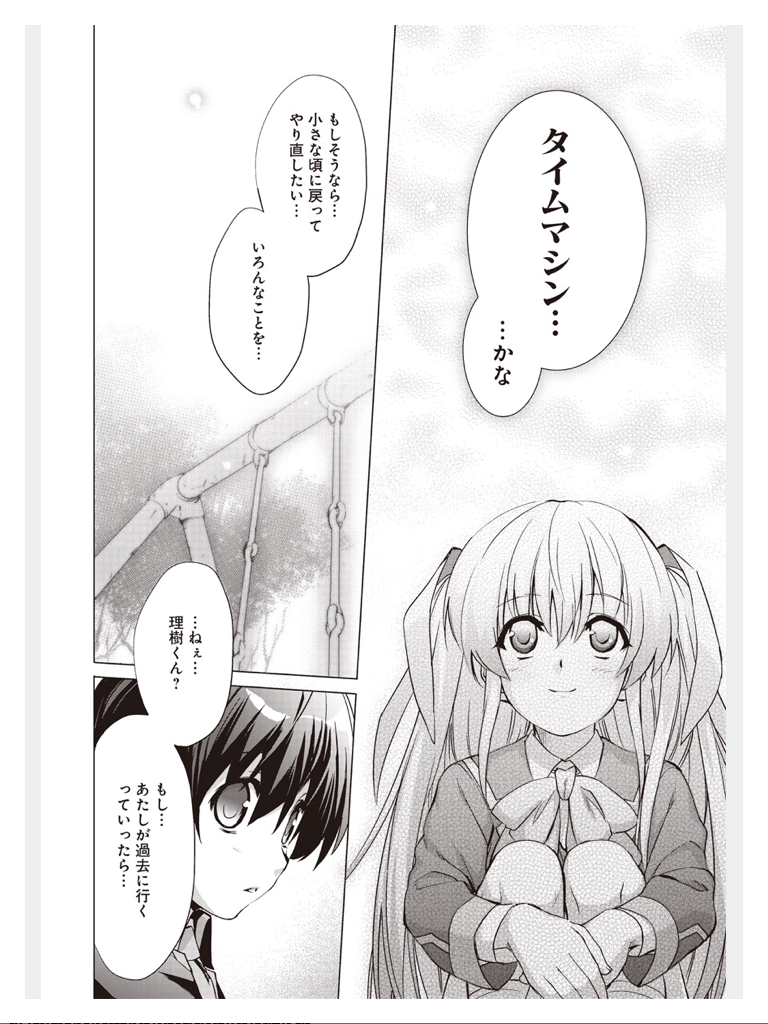 タイムマシン…
…かな
もしそうなら…
小さな頃に戻って
やり直したい…
いろんなことを…
…ねぇ…
理樹くん?
もし…
あたしが過去に行く
っていったら…